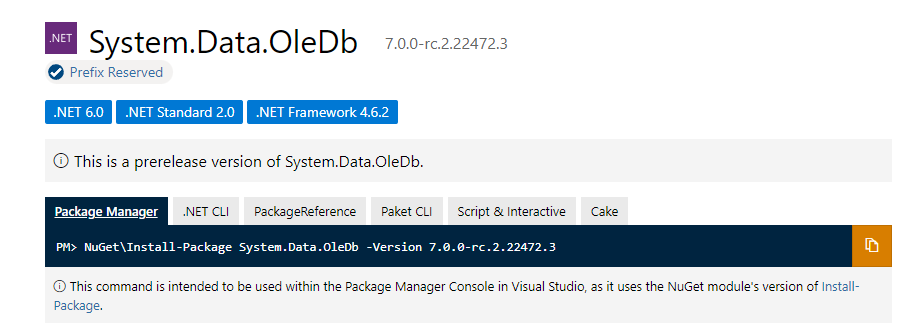 .NET
System.Data.OleDb 7.0.0-rc.2.22472.3
Prefix Reserved
.NET 6.0 .NET Standard 2.0 .NET Framework 4.6.2
This is a prerelease version of System.Data.OleDb.
Package Manager .NET CLI PackageReference Paket CLI Script & Interactive Cake
PM> NuGet\Install-Package System.Data.OleDb -Version 7.0.0-rc.2.22472.3
This command is intended to be used within the Package Manager Console in Visual Studio, as it uses the NuGet module's version of Install-
Package.